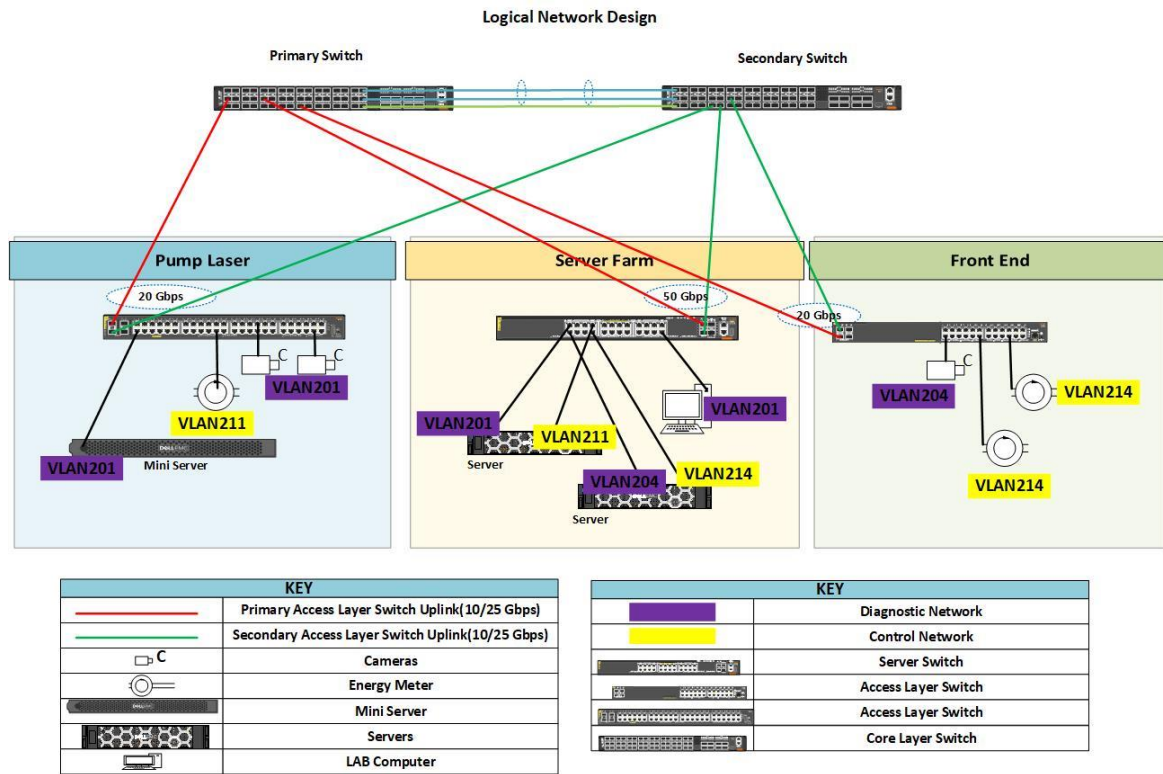 Logical Network Design
Primary Switch
Secondary Switch
Pump Laser
Server Farm
Front End
20 Gbps
50 Gbps
20 Gbps
C
C
VLAN201
VLAN211
VLAN201
Mini Server
VLAN201
VLAN211
VLAN201
Server
VLAN204
VLAN214
Server
C
VLAN204
VLAN214
VLAN214
KEY
Primary Access Layer Switch Uplink(10/25 Gbps)
Secondary Access Layer Switch Uplink(10/25 Gbps)
C
Cameras
Energy Meter
Mini Server
Servers
LAB Computer
KEY
Diagnostic Network
Control Network
Server Switch
Access Layer Switch
Access Layer Switch
Core Layer Switch